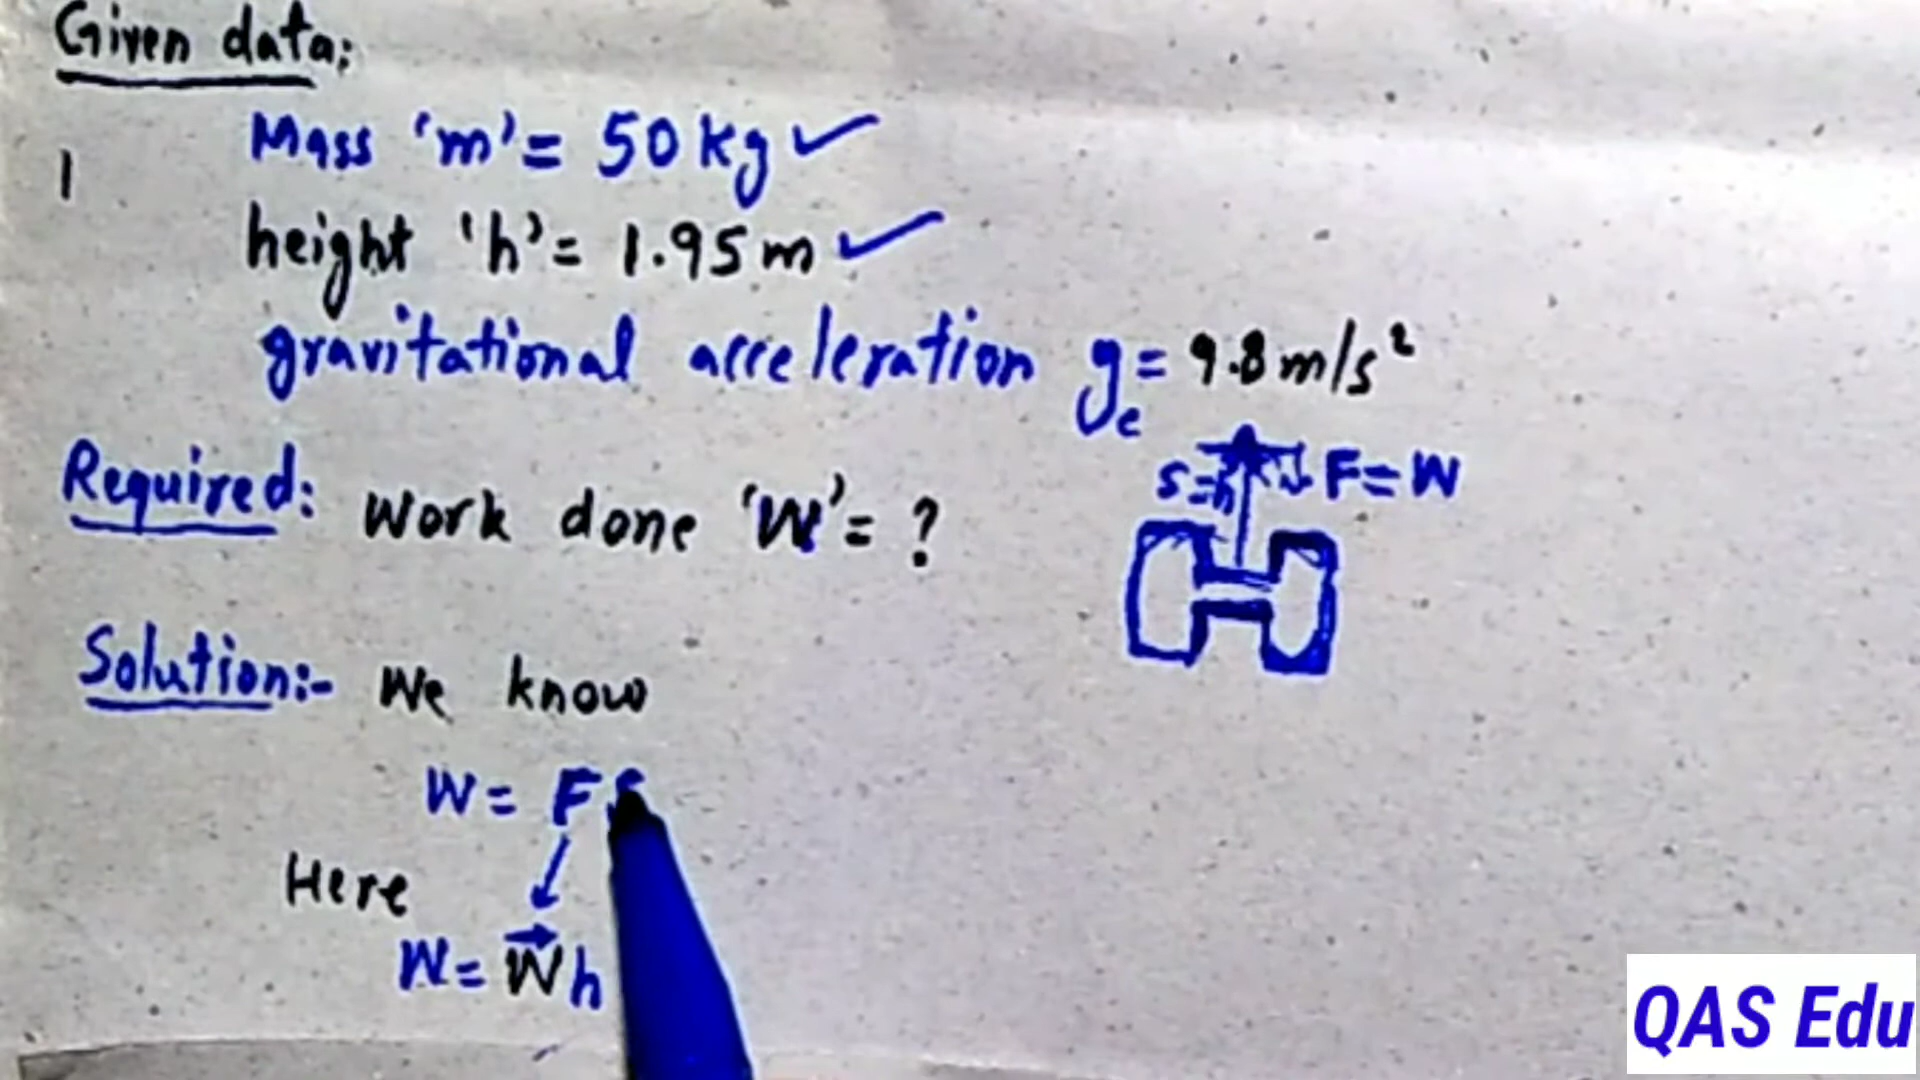 Given data:
Mass 'm' = 50 kg
1
height 'h' = 1.95 m
gravitational acceleration ge = 9.8 m/s²
Required: Work done 'W' = ?
s=h F = W
Solution:- We know
W = F S
Here
W = W⃗ h
QAS Edu